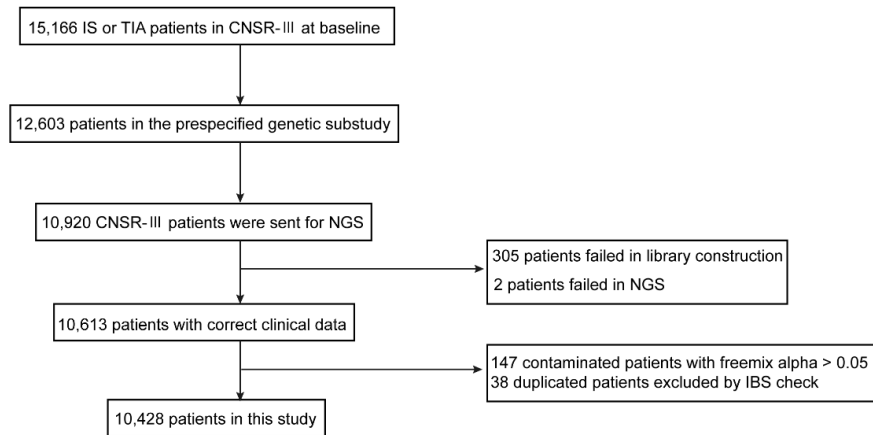 15,166 IS or TIA patients in CNSR-III at baseline
12,603 patients in the prespecified genetic substudy
10,920 CNSR-III patients were sent for NGS
305 patients failed in library construction
2 patients failed in NGS
10,613 patients with correct clinical data
147 contaminated patients with freemix alpha > 0.05
38 duplicated patients excluded by IBS check
10,428 patients in this study